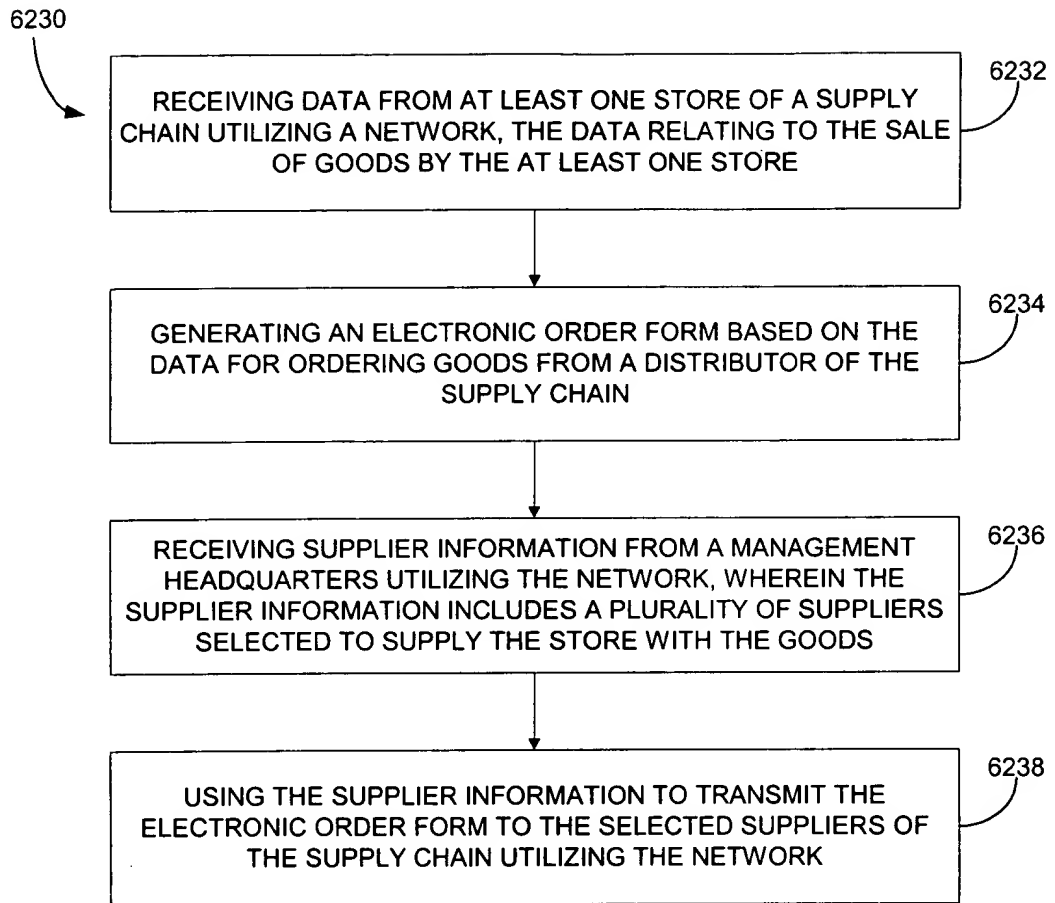 6230
6232
RECEIVING DATA FROM AT LEAST ONE STORE OF A SUPPLY
CHAIN UTILIZING A NETWORK, THE DATA RELATING TO THE SALE
OF GOODS BY THE AT LEAST ONE STORE
6234
GENERATING AN ELECTRONIC ORDER FORM BASED ON THE
DATA FOR ORDERING GOODS FROM A DISTRIBUTOR OF THE
SUPPLY CHAIN
6236
RECEIVING SUPPLIER INFORMATION FROM A MANAGEMENT
HEADQUARTERS UTILIZING THE NETWORK, WHEREIN THE
SUPPLIER INFORMATION INCLUDES A PLURALITY OF SUPPLIERS
SELECTED TO SUPPLY THE STORE WITH THE GOODS
6238
USING THE SUPPLIER INFORMATION TO TRANSMIT THE
ELECTRONIC ORDER FORM TO THE SELECTED SUPPLIERS OF
THE SUPPLY CHAIN UTILIZING THE NETWORK